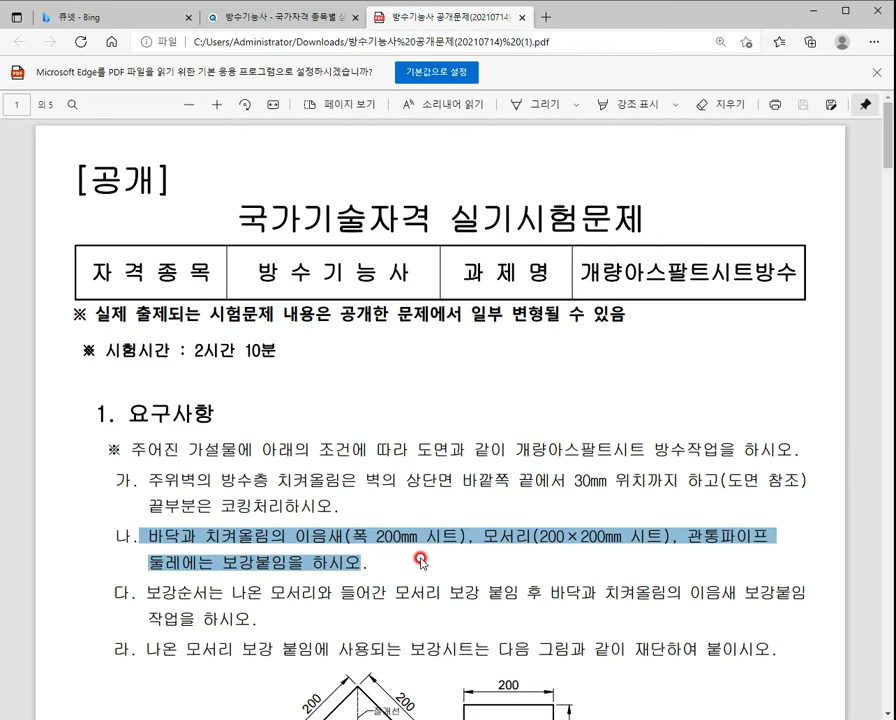 큐넷 - Bing
방수기능사 - 국가자격 종목별 상
방수기능사 공개문제(20210714)
파일
C:/Users/Administrator/Downloads/방수기능사%20공개문제(20210714)%20(1).pdf
Microsoft Edge를 PDF 파일을 읽기 위한 기본 응용 프로그램으로 설정하시겠습니까?
기본값으로 설정
1 의 5 페이지 보기 소리내어 읽기 그리기 강조 표시 지우기
[공개]
국가기술자격 실기시험문제
자 격 종 목 방 수 기 능 사 과 제 명 개량아스팔트시트방수
※ 실제 출제되는 시험문제 내용은 공개한 문제에서 일부 변형될 수 있음
※ 시험시간 : 2시간 10분
1. 요구사항
※ 주어진 가설물에 아래의 조건에 따라 도면과 같이 개량아스팔트시트 방수작업을 하시오.
가. 주위벽의 방수층 치켜올림은 벽의 상단면 바깥쪽 끝에서 30mm 위치까지 하고(도면 참조)
끝부분은 코킹처리하시오.
나. 바닥과 치켜올림의 이음새(폭 200mm 시트), 모서리(200×200mm 시트), 관통파이프
둘레에는 보강붙임을 하시오.
다. 보강순서는 나온 모서리와 들어간 모서리 보강 붙임 후 바닥과 치켜올림의 이음새 보강붙임
작업을 하시오.
라. 나온 모서리 보강 붙임에 사용되는 보강시트는 다음 그림과 같이 재단하여 붙이시오.
200 200 200
절개선